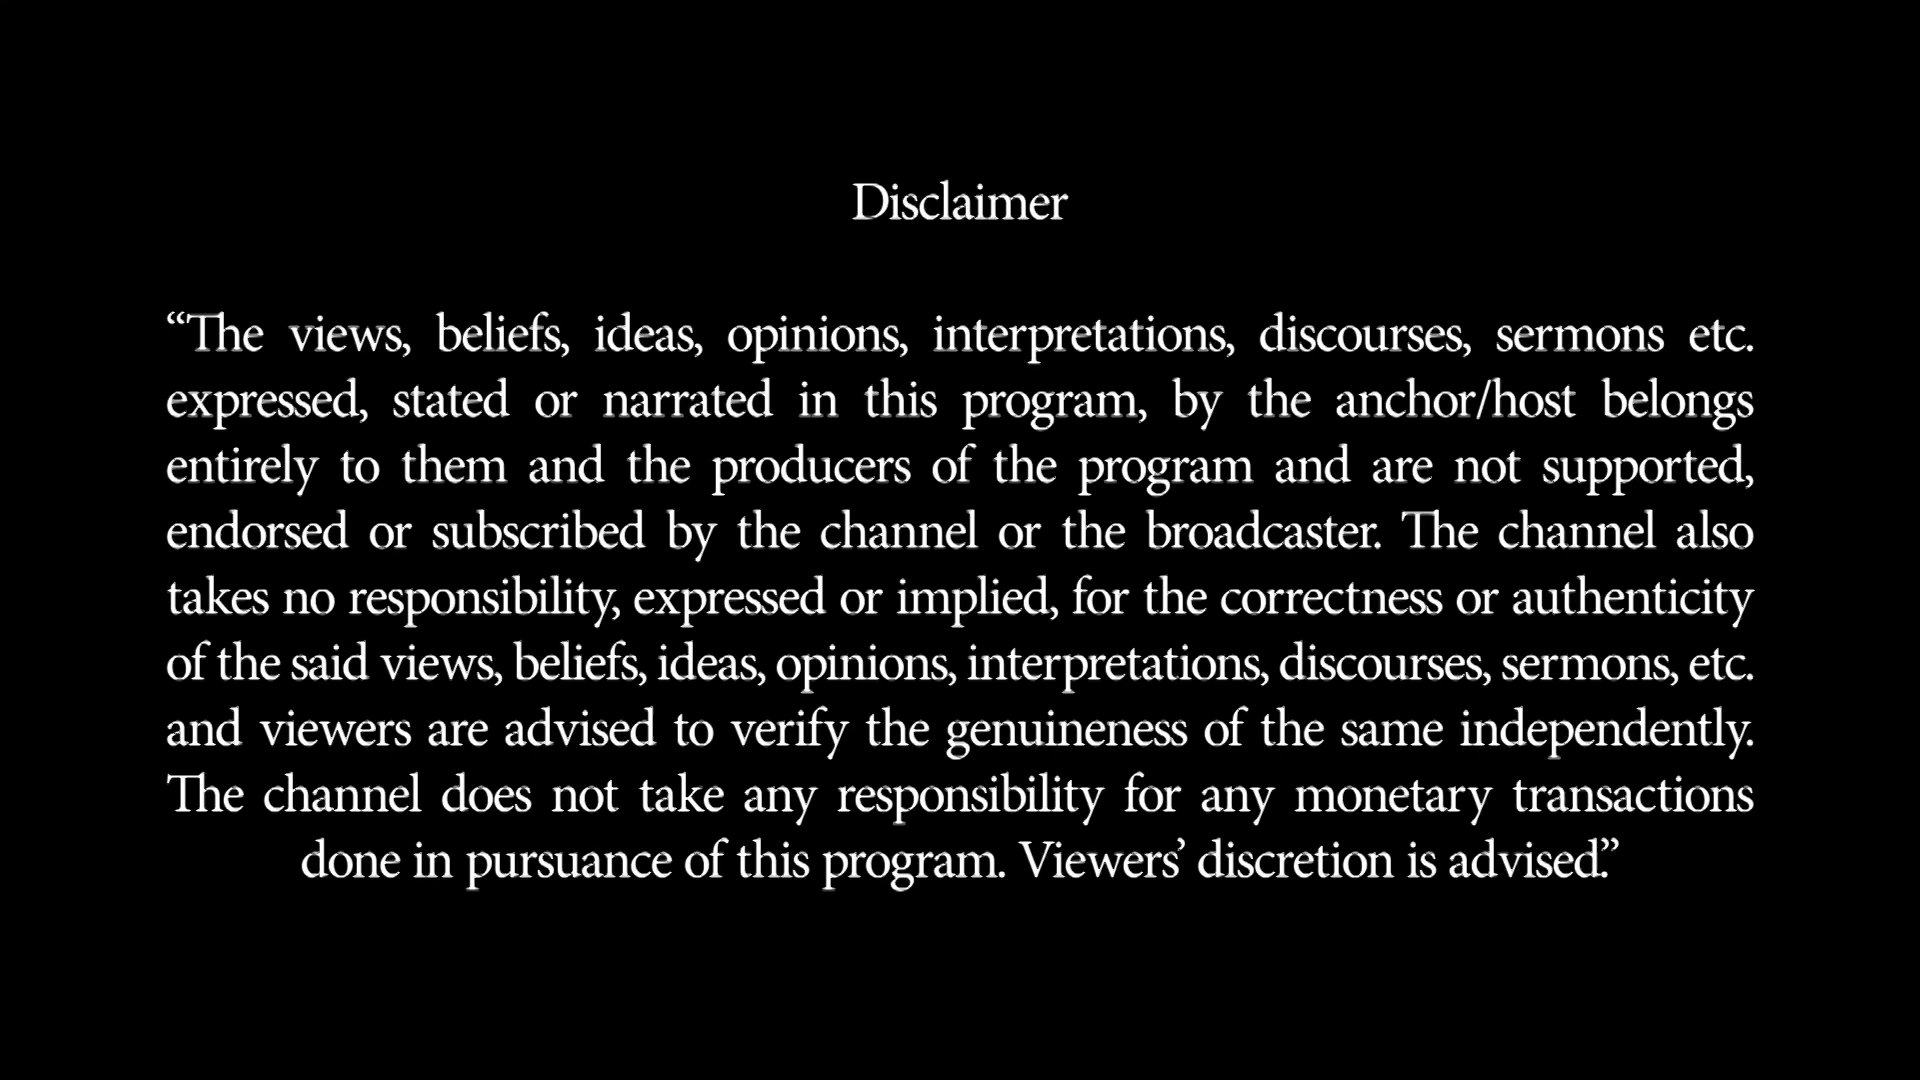 Disclaimer
“The views, beliefs, ideas, opinions, interpretations, discourses, sermons etc.
expressed, stated or narrated in this program, by the anchor/host belongs
entirely to them and the producers of the program and are not supported,
endorsed or subscribed by the channel or the broadcaster. The channel also
takes no responsibility, expressed or implied, for the correctness or authenticity
of the said views, beliefs, ideas, opinions, interpretations, discourses, sermons, etc.
and viewers are advised to verify the genuineness of the same independently.
The channel does not take any responsibility for any monetary transactions
done in pursuance of this program. Viewers’ discretion is advised.”